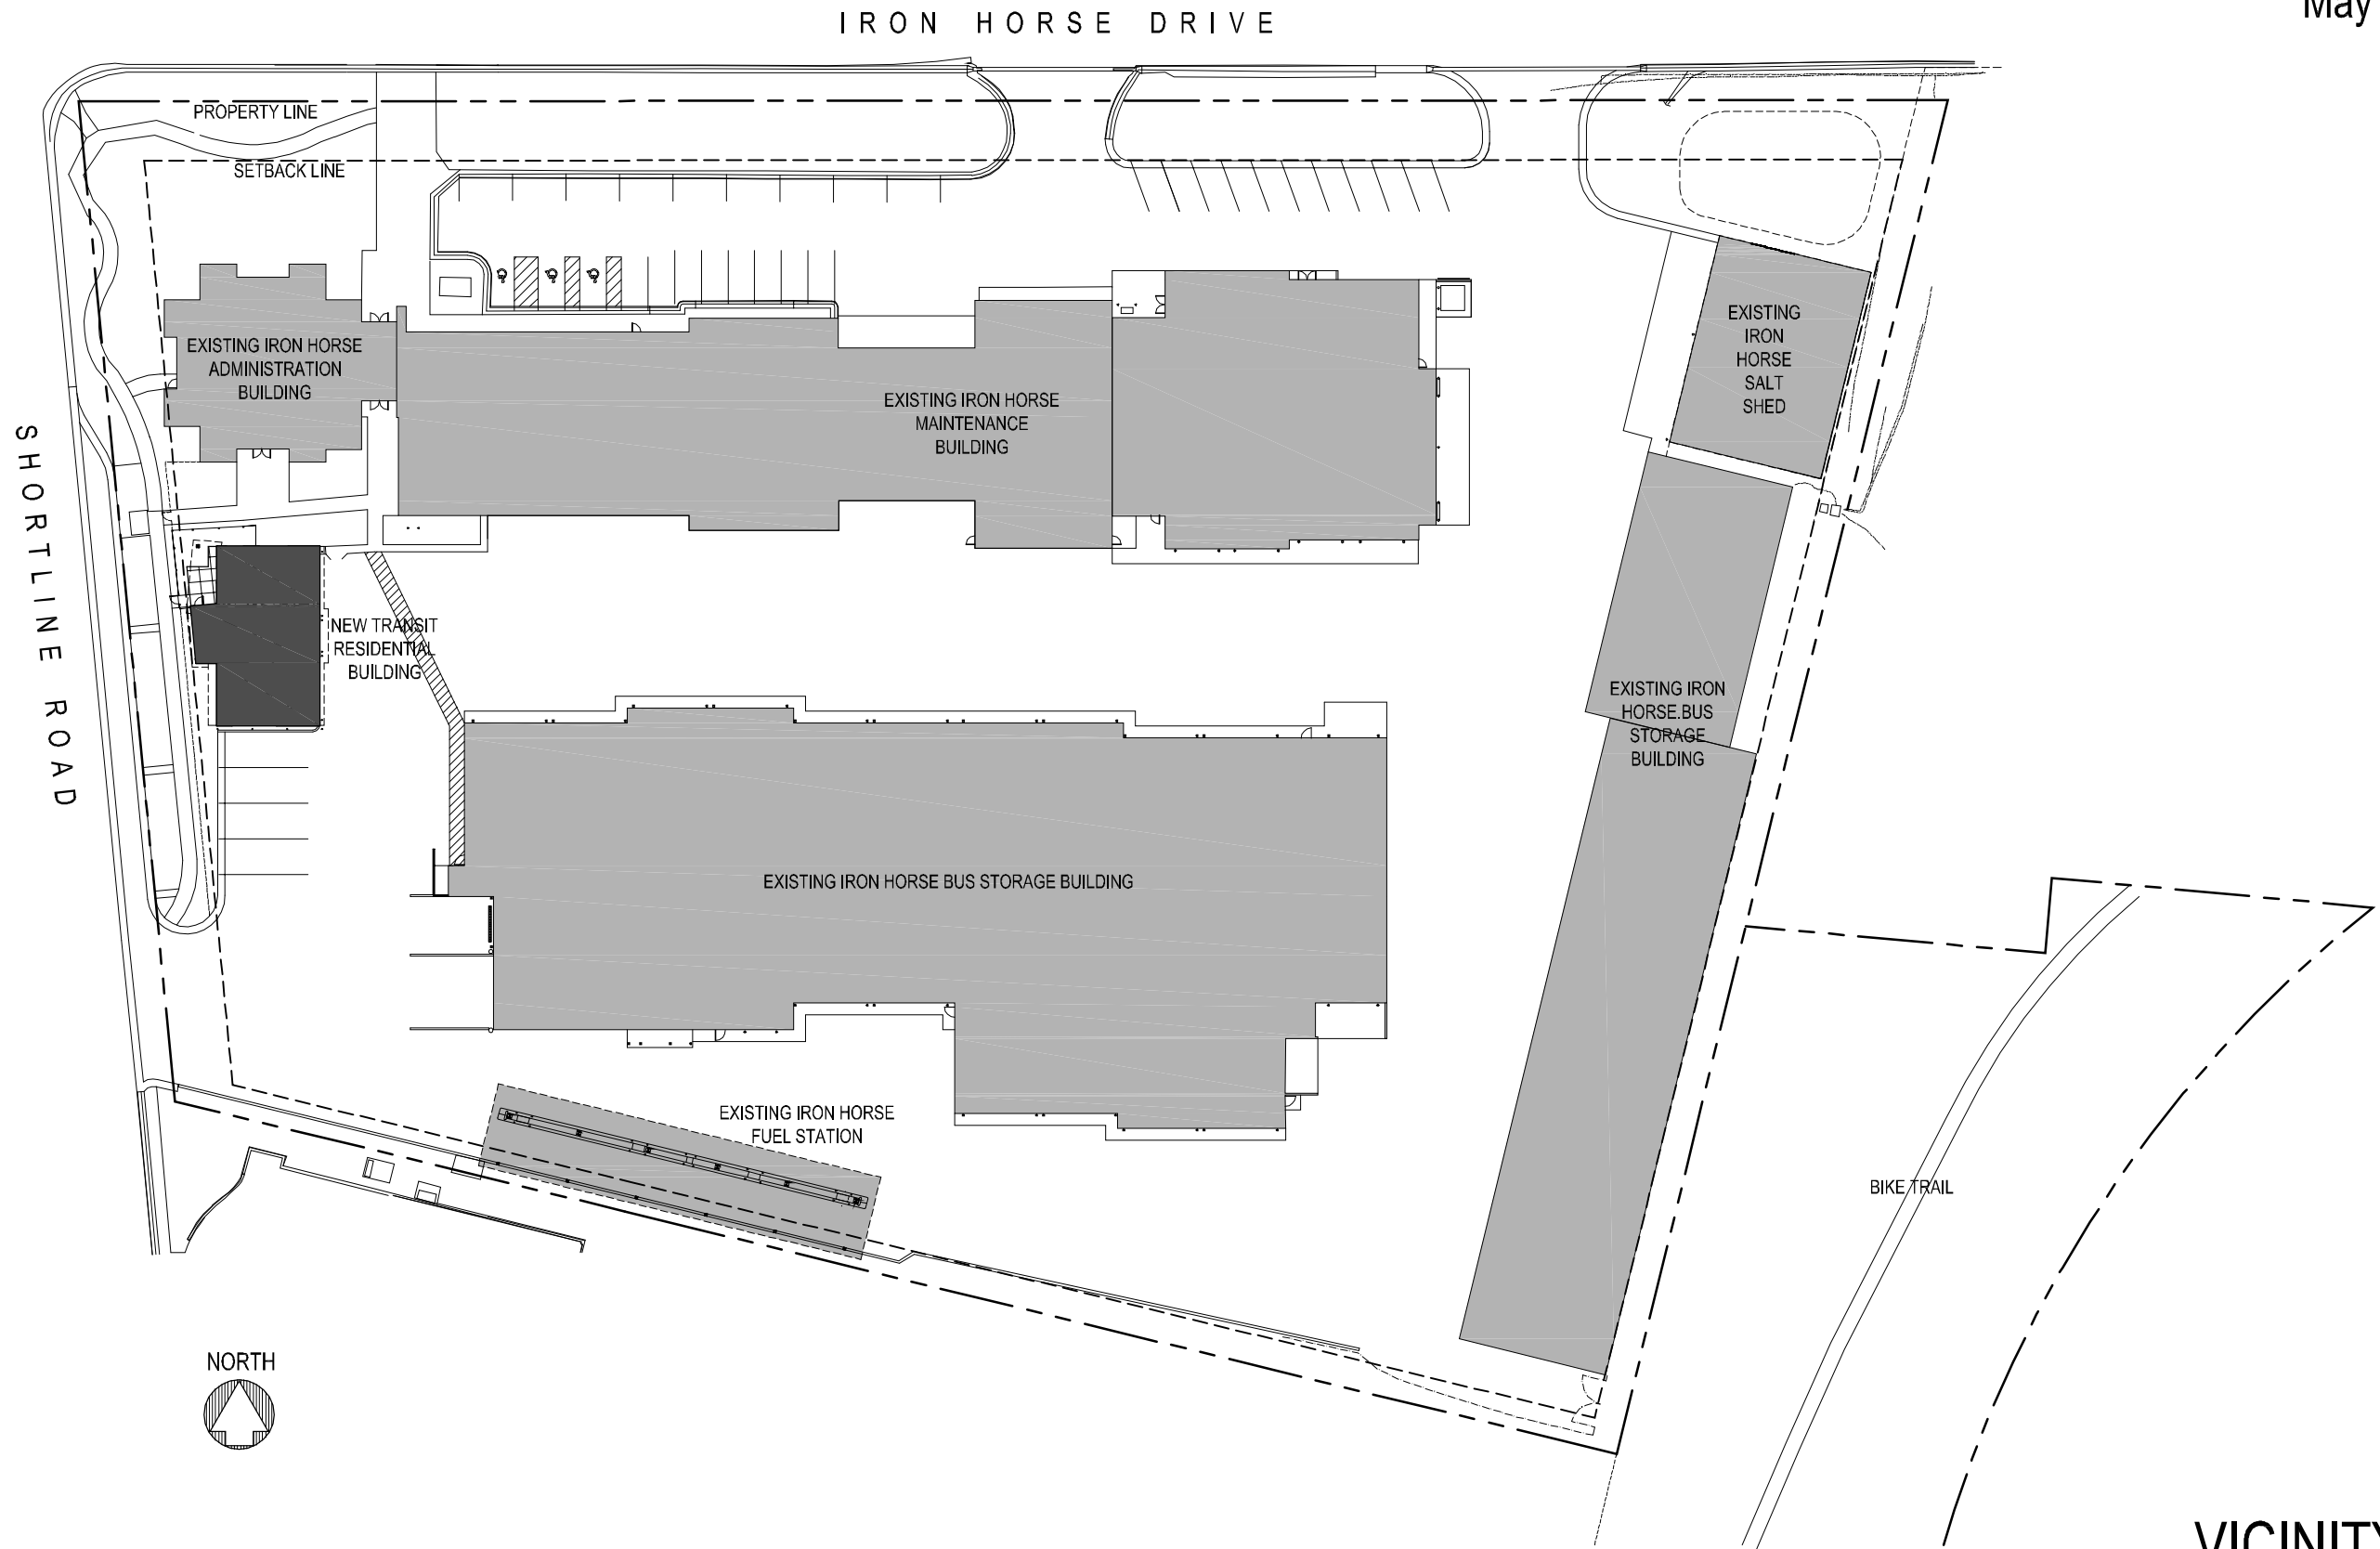 May
IRON HORSE DRIVE
PROPERTY LINE
SETBACK LINE
EXISTING IRON HORSE
ADMINISTRATION
BUILDING
EXISTING IRON HORSE
MAINTENANCE
BUILDING
EXISTING
IRON
HORSE
SALT
SHED
SHORTLINE ROAD
NEW TRANSIT
RESIDENTIAL
BUILDING
EXISTING IRON
HORSE.BUS
STORAGE
BUILDING
EXISTING IRON HORSE BUS STORAGE BUILDING
EXISTING IRON HORSE
FUEL STATION
BIKE TRAIL
NORTH
VICINITY